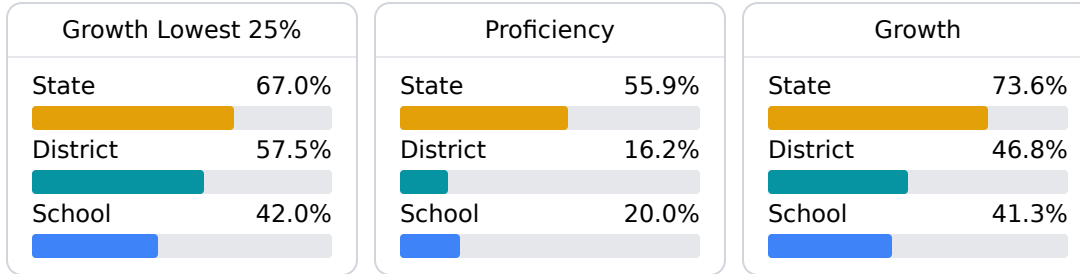 Growth Lowest 25%
State 67.0%
District 57.5%
School 42.0%
Proficiency
State 55.9%
District 16.2%
School 20.0%
Growth
State 73.6%
District 46.8%
School 41.3%